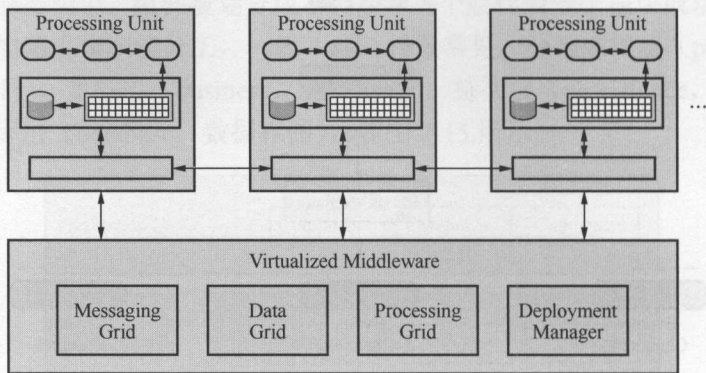 Processing Unit
Processing Unit
Processing Unit
...
Virtualized Middleware
Messaging
Grid
Data
Grid
Processing
Grid
Deployment
Manager